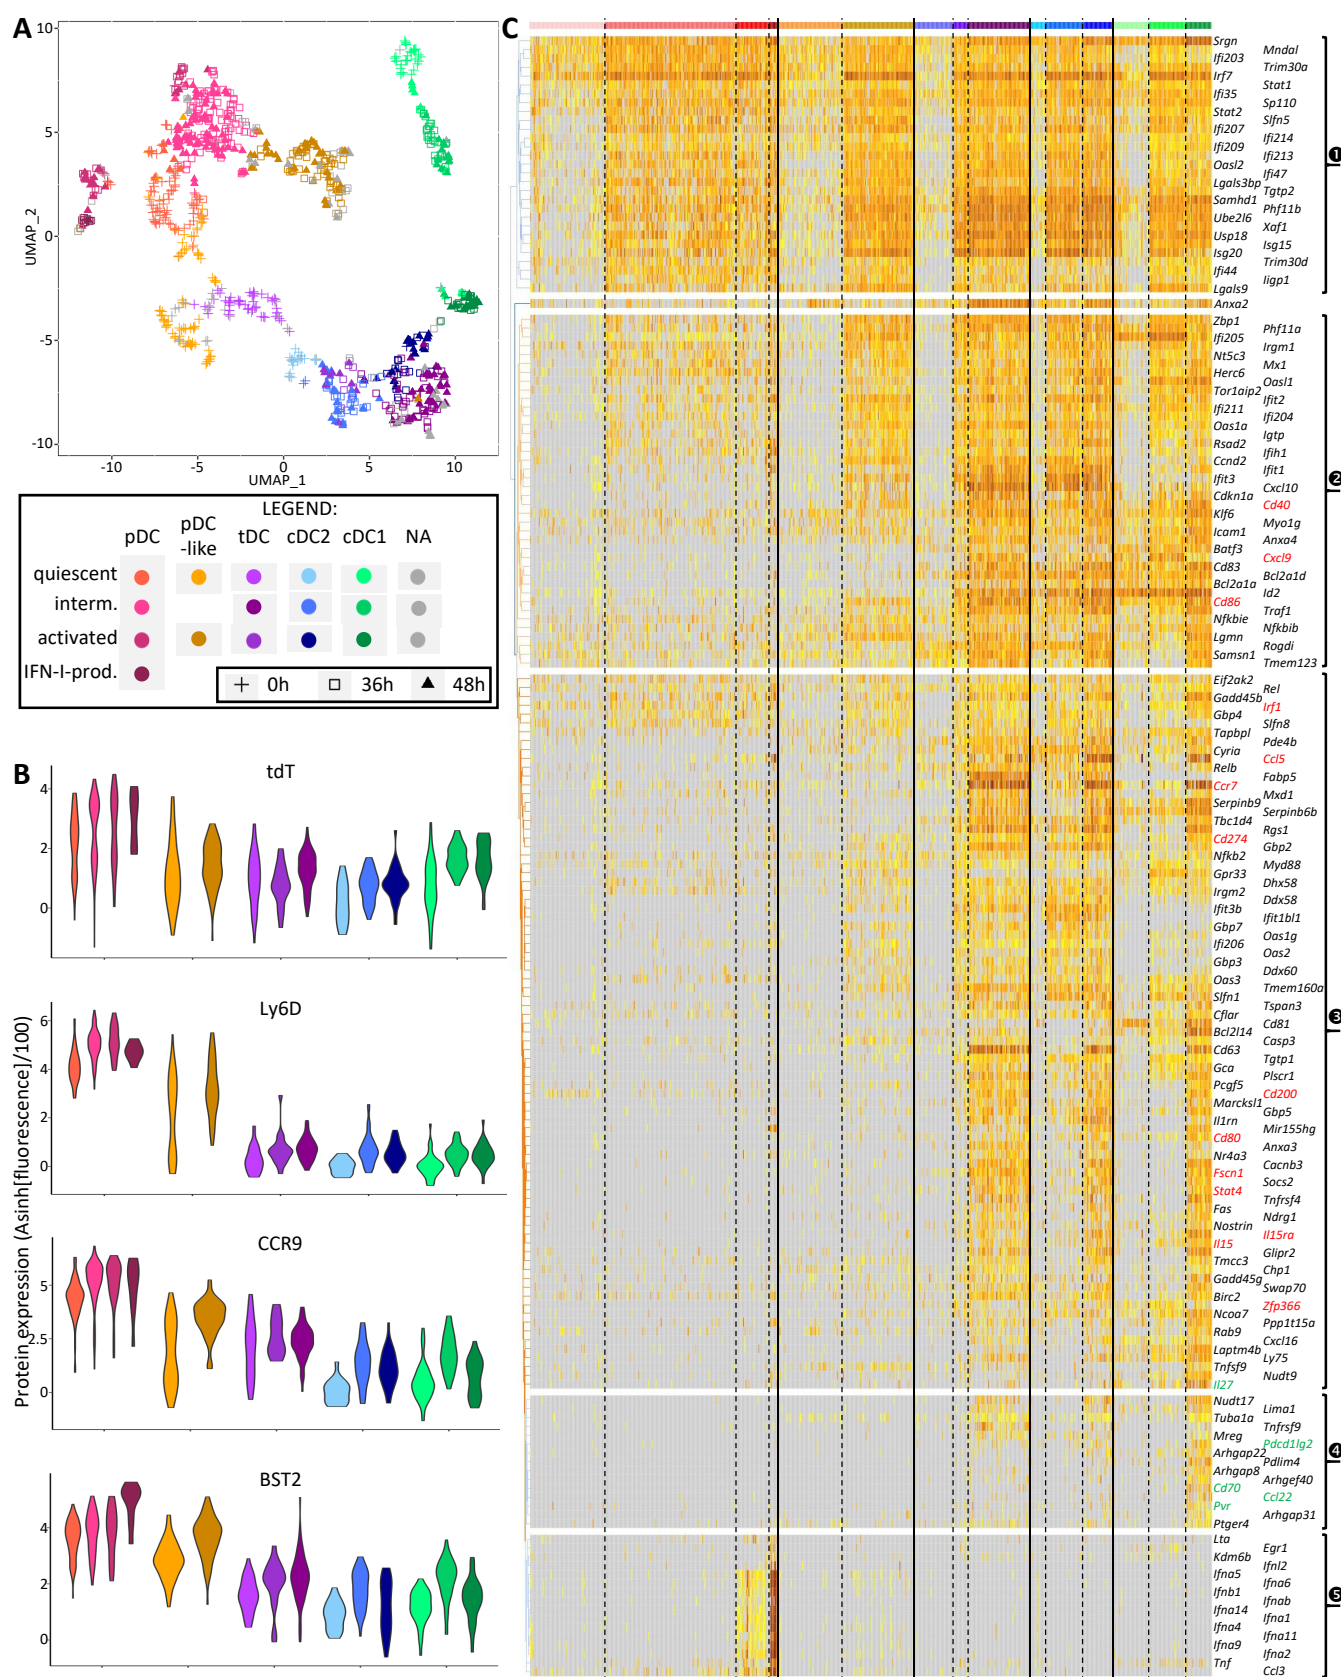 A
10
5
0
-5
-10
UMAP_2
-10
-5
0
5
10
UMAP_1
LEGEND:
pDC
pDC
-like
tDC
cDC2
cDC1
NA
quiescent
interm.
activated
IFN-I-prod.
0h
36h
48h
B
Protein expression (Asinh[fluorescence]/100)
tdT
4
2
0
Ly6D
6
4
2
0
CCR9
5
2.5
0
BST2
4
2
0
C
Srgn
Mndal
Ifi203
Trim30a
Irf7
Stat1
Ifi35
Sp110
Stat2
Slfn5
Ifi207
Ifi214
Ifi209
Ifi213
Oasl2
Ifi47
Lgals3bp
Tgtp2
Samhd1
Phf11b
Ube2l6
Xaf1
Usp18
Isg15
Isg20
Trim30d
Ifi44
Iigp1
Lgals9
❶
Anxa2
Zbp1
Phf11a
Ifi205
Irgm1
Nt5c3
Mx1
Herc6
Oasl1
Tor1aip2
Ifit2
Ifi211
Ifi204
Oas1a
Igtp
Rsad2
Ifih1
Ccnd2
Ifit1
Ifit3
Cxcl10
Cdkn1a
Cd40
Klf6
Myo1g
Icam1
Anxa4
Batf3
Cxcl9
Cd83
Bcl2a1d
Bcl2a1a
Id2
Cd86
Traf1
Nfkbie
Nfkbib
Lgmn
Rogdi
Samsn1
Tmem123
❷
Eif2ak2
Rel
Gadd45b
Irf1
Gbp4
Slfn8
Tapbpl
Pde4b
Cyria
Ccl5
Relb
Fabp5
Ccr7
Mxd1
Serpinb9
Serpinb6b
Tbc1d4
Rgs1
Cd274
Gbp2
Nfkb2
Myd88
Gpr33
Dhx58
Irgm2
Ddx58
Ifit3b
Ifit1bl1
Gbp7
Oas1g
Ifi206
Oas2
Gbp3
Ddx60
Oas3
Tmem160a
Slfn1
Tspan3
Cflar
Cd81
Bcl2l14
Casp3
Cd63
Tgtp1
Gca
Plscr1
Pcgf5
Cd200
Marcksl1
Gbp5
Il1rn
Mir155hg
Cd80
Anxa3
Nr4a3
Cacnb3
Fscn1
Socs2
Stat4
Tnfrsf4
Fas
Ndrg1
Nostrin
Il15ra
Il15
Glipr2
Tmcc3
Chp1
Gadd45g
Swap70
Birc2
Zfp366
Ncoa7
Ppp1t15a
Rab9
Cxcl16
Laptm4b
Ly75
Tnfsf9
Nudt9
Il27
❸
Nudt17
Lima1
Tuba1a
Tnfrsf9
Mreg
Pdcd1lg2
Arhgap22
Pdlim4
Arhgap8
Arhgef40
Cd70
Ccl22
Pvr
Arhgap31
Ptger4
❹
Lta
Egr1
Kdm6b
Ifnl2
Ifna5
Ifna6
Ifnb1
Ifnab
Ifna14
Ifna1
Ifna4
Ifna11
Ifna9
Ifna2
Tnf
Ccl3
❺